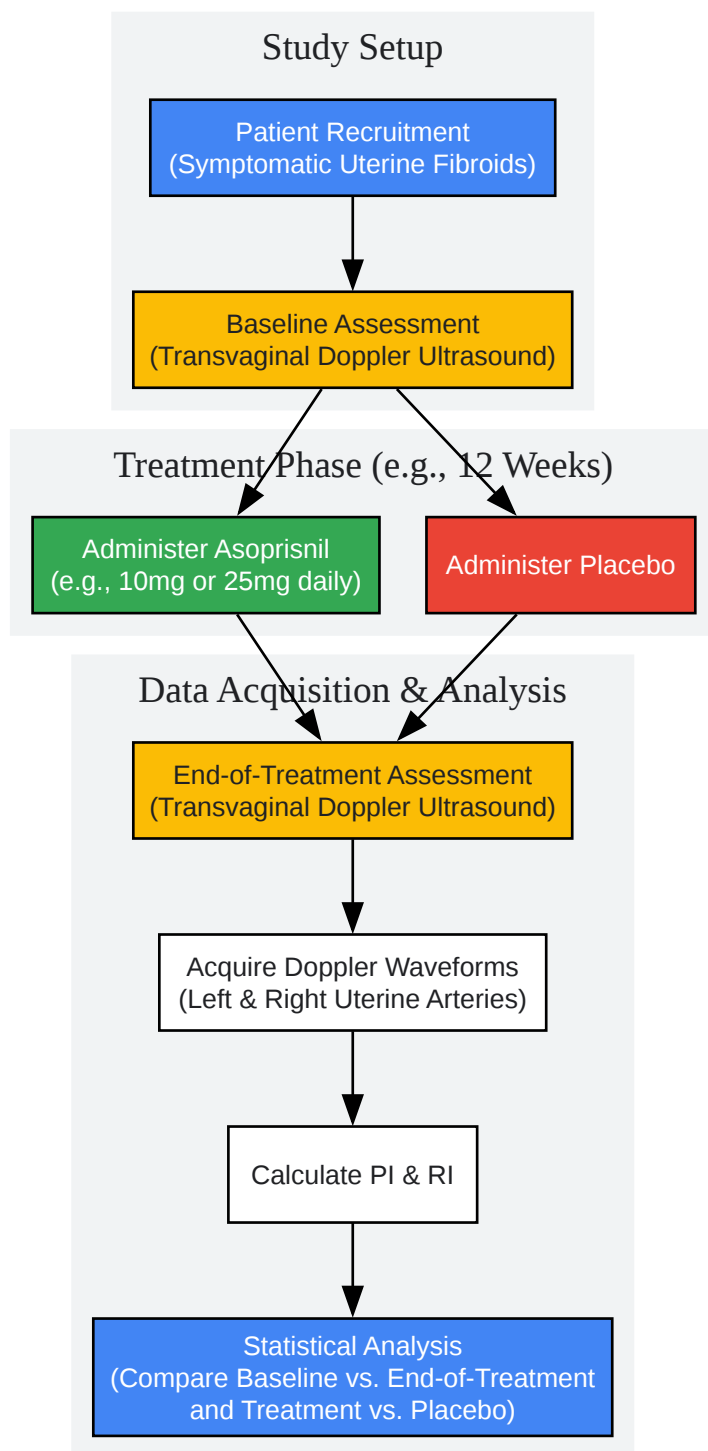 Study Setup
Patient Recruitment
(Symptomatic Uterine Fibroids)
Baseline Assessment
(Transvaginal Doppler Ultrasound)
Treatment Phase (e.g., 12 Weeks)
Administer Asoprisnil
(e.g., 10mg or 25mg daily)
Administer Placebo
Data Acquisition & Analysis
End-of-Treatment Assessment
(Transvaginal Doppler Ultrasound)
Acquire Doppler Waveforms
(Left & Right Uterine Arteries)
Calculate PI & RI
Statistical Analysis
(Compare Baseline vs. End-of-Treatment
and Treatment vs. Placebo)